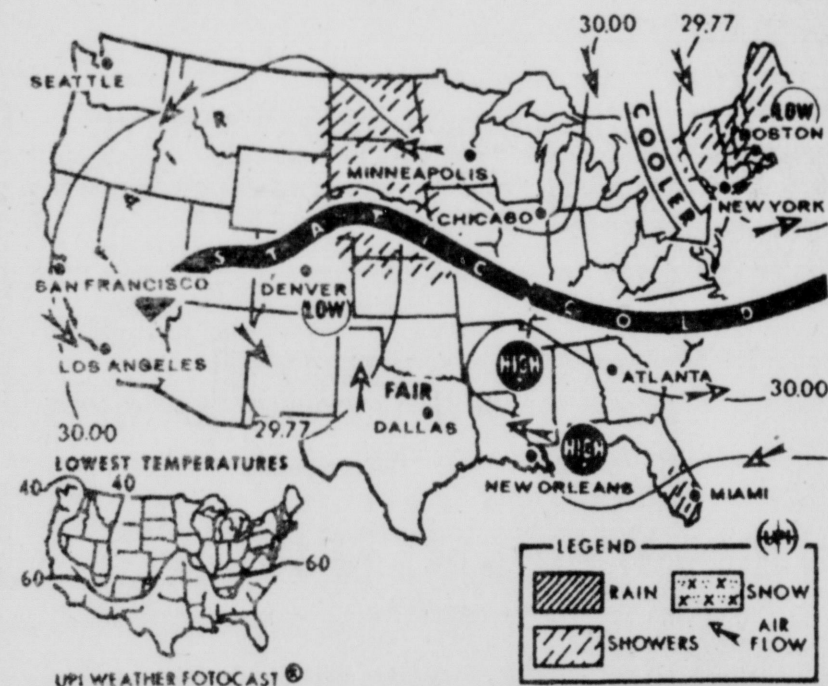 30.00 29.77
SEATTLE
LOW
BOSTON
COOLER
MINNEAPOLIS
NEW YORK
CHICAGO
STATIC
COLD
SAN FRANCISCO
DENVER
LOW
LOS ANGELES
HIGH
ATLANTA
FAIR
30.00
DALLAS
30.00
29.77
HIGH
NEW ORLEANS
MIAMI
LOWEST TEMPERATURES
40 40
60
60
UPI WEATHER FOTOCAST ®
UPI
LEGEND
RAIN
SNOW
SHOWERS
AIR
FLOW